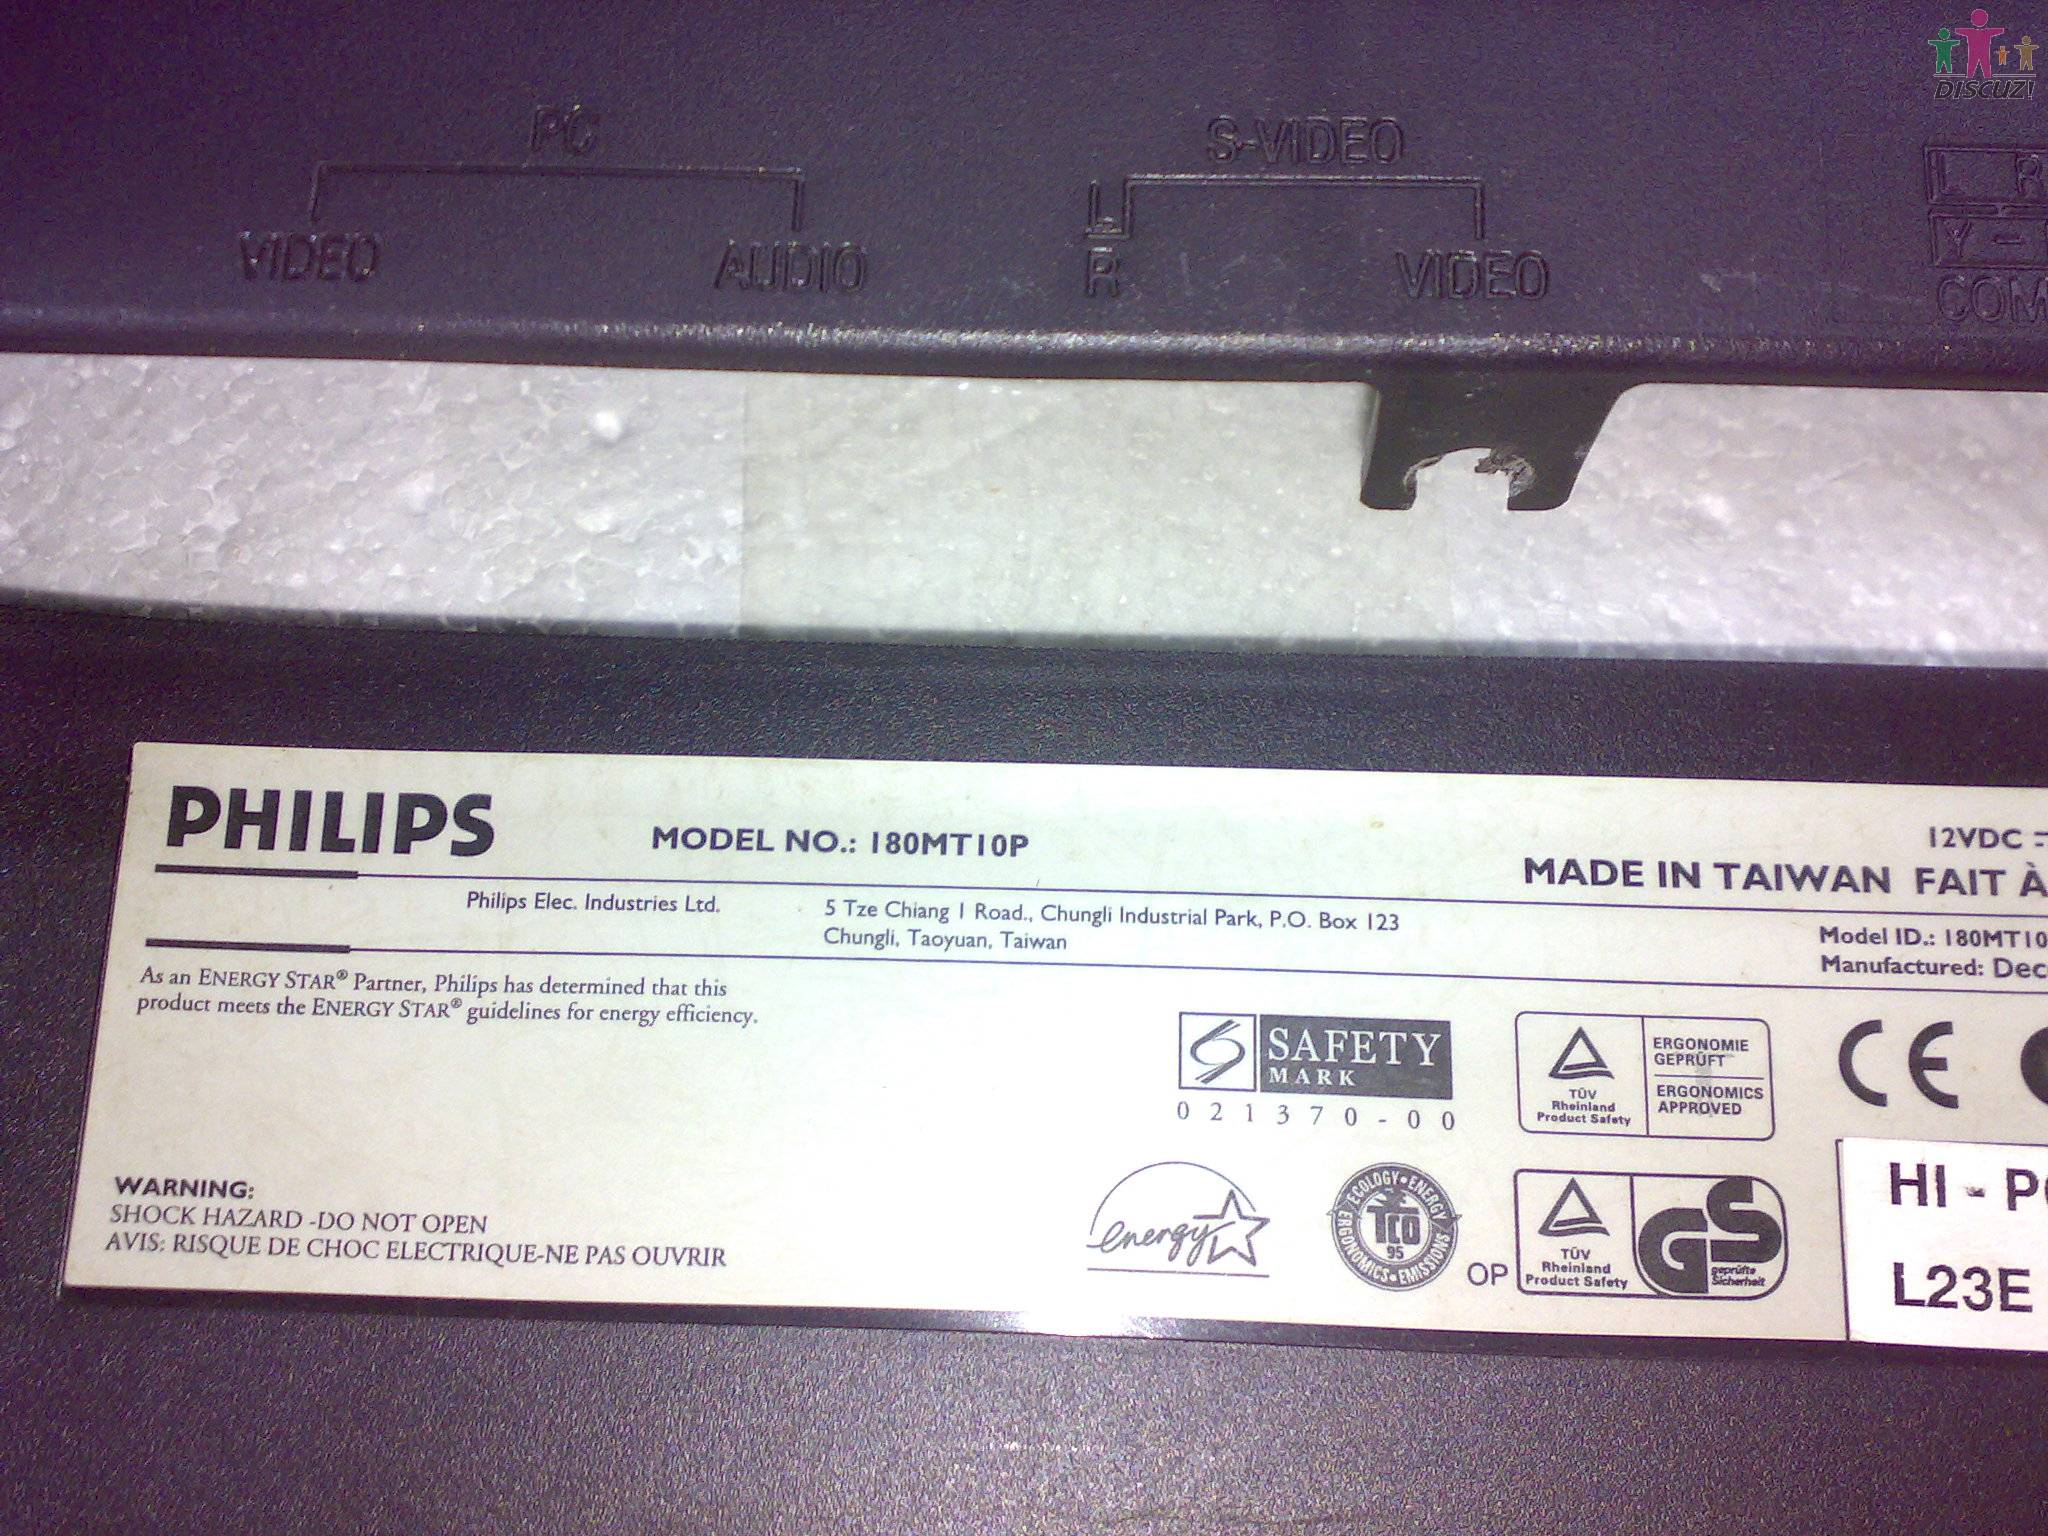 DISCUZ!
PC
VIDEO AUDIO
S-VIDEO
L
R VIDEO
L R
Y -
PHILIPS
MODEL NO.: 180MT10P
12VDC
MADE IN TAIWAN FAIT À
Philips Elec. Industries Ltd.
5 Tze Chiang 1 Road., Chungli Industrial Park, P.O. Box 123
Chungli, Taoyuan, Taiwan
Model ID.: 180MT10
Manufactured: Dec
As an ENERGY STAR® Partner, Philips has determined that this
product meets the ENERGY STAR® guidelines for energy efficiency.
SAFETY
MARK
021370-00
TÜV
Rheinland
Product Safety
ERGONOMIE
GEPRÜFT
ERGONOMICS
APPROVED
CE
WARNING:
SHOCK HAZARD -DO NOT OPEN
AVIS: RISQUE DE CHOC ELECTRIQUE-NE PAS OUVRIR
energy
ECOLOGY • ENERGY
TCO
95
ERGONOMICS • EMISSIONS
OP
TÜV
Rheinland
Product Safety
GS
geprüfte
Sicherheit
HI - P
L23E